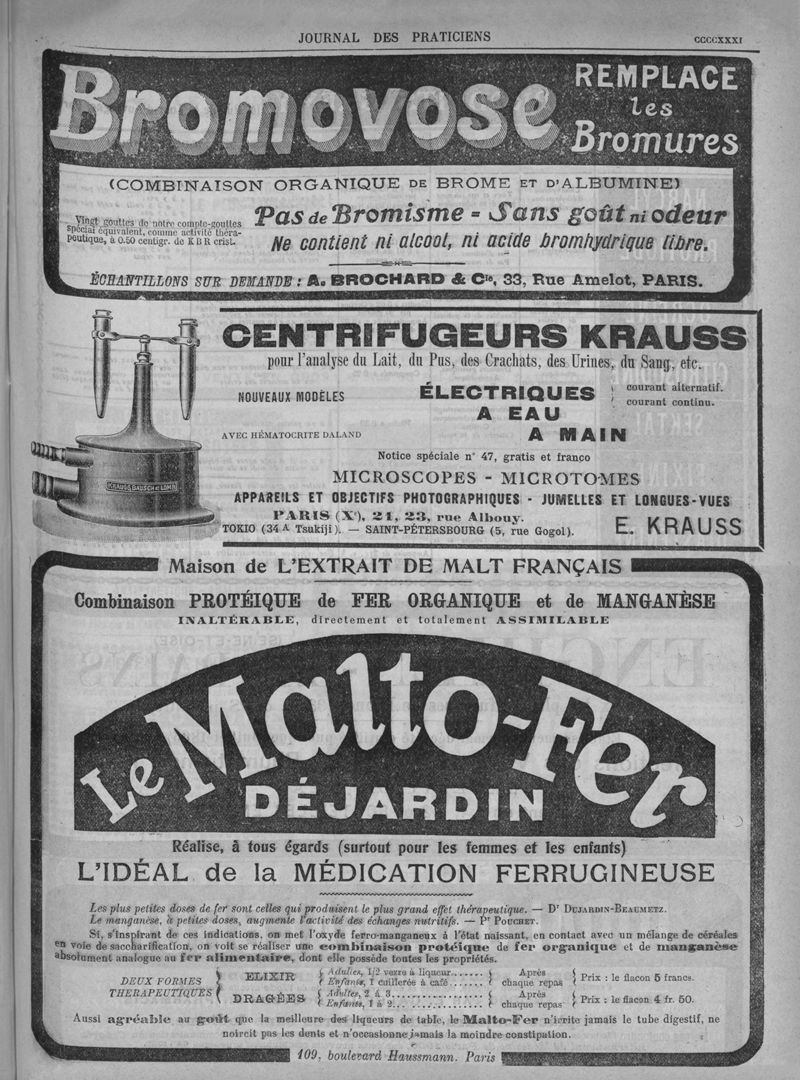 JOURNAL DES PRATICIENS
CCCCXXXI
Bromovose
REMPLACE
les
Bromures
(COMBINAISON ORGANIQUE DE BROME ET D'ALBUMINE)
Vingt gouttes de notre compte-gouttes
spécial équivalent, comme activité théra-
peutique, à 0.50 centigr. de KBR crist.
Pas de Bromisme = Sans goût ni odeur
Ne contient ni alcool, ni acide bromhydrique libre.
ÉCHANTILLONS SUR DEMANDE : A. BROCHARD & Cie, 33, Rue Amelot, PARIS.
CENTRIFUGEURS KRAUSS
pour l'analyse du Lait, du Pus, des Crachats, des Urines, du Sang, etc.
NOUVEAUX MODÈLES
ÉLECTRIQUES
courant alternatif.
courant continu.
A EAU
AVEC HÉMATOCRITE DALAND
A MAIN
Notice spéciale n° 47, gratis et franco
MICROSCOPES - MICROTOMES
APPAREILS ET OBJECTIFS PHOTOGRAPHIQUES - JUMELLES ET LONGUES-VUES
PARIS (Xe), 21, 23, rue Albouy.
TOKIO (34 A Tsukiji). — SAINT-PÉTERSBOURG (5, rue Gogol).
E. KRAUSS
KRAUSS BAUSCH et LOMB
Maison de L'EXTRAIT DE MALT FRANÇAIS
Combinaison PROTÉIQUE de FER ORGANIQUE et de MANGANÈSE
INALTÉRABLE, directement et totalement ASSIMILABLE
Le Malto-Fer
DÉJARDIN
Réalise, à tous égards (surtout pour les femmes et les enfants)
L'IDÉAL de la MÉDICATION FERRUGINEUSE
Les plus petites doses de fer sont celles qui produisent le plus grand effet thérapeutique. — Dr DUJARDIN-BEAUMETZ.
Le manganèse, à petites doses, augmente l'activité des échanges nutritifs. — Pr POUCHET.
Si, s'inspirant de ces indications, on met l'oxyde ferro-manganeux à l'état naissant, en contact avec un mélange de céréales
en voie de saccharification, on voit se réaliser une combinaison protéique de fer organique et de manganèse
absolument analogue au fer alimentaire, dont elle possède toutes les propriétés.
DEUX FORMES
THERAPEUTIQUES
ELIXIR
Adultes, 1/2 verre à liqueur.......
Enfants, 1 cuillerée à café.......
Après
chaque repas
Prix : le flacon 5 francs.
DRAGÉES
Adultes, 2 à 3...................
Enfants, 1 à 2...................
Après
chaque repas
Prix : le flacon 4 fr. 50.
Aussi agréable au goût que la meilleure des liqueurs de table, le Malto-Fer n'irrite jamais le tube digestif, ne
noircit pas les dents et n'occasionne jamais la moindre constipation.
109, boulevard Haussmann. Paris